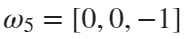 ω₅ = [0, 0, −1]